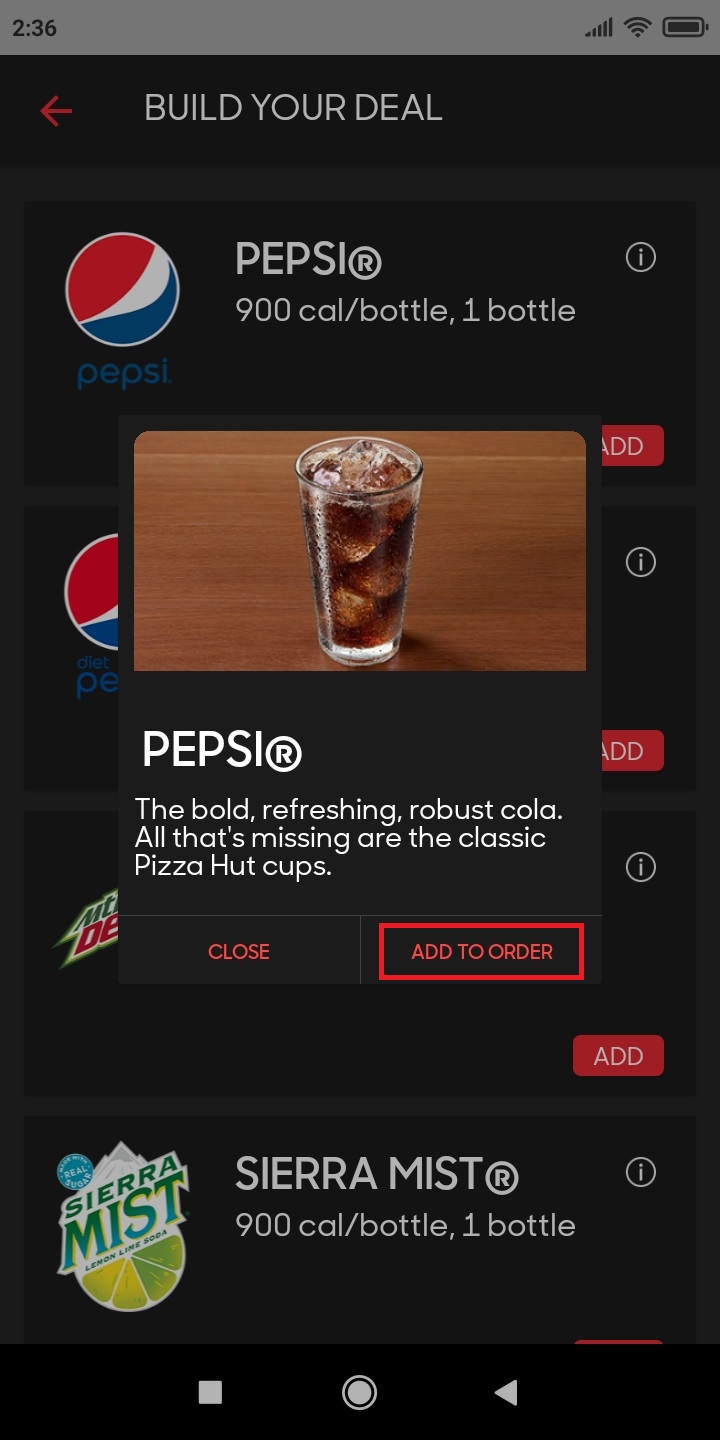 2:36
BUILD YOUR DEAL
PEPSI®
900 cal/bottle, 1 bottle
pepsi.
ADD
diet
pe
ADD
PEPSI®
The bold, refreshing, robust cola.
All that's missing are the classic
Pizza Hut cups.
CLOSE
ADD TO ORDER
Mt
DE
ADD
MADE WITH
REAL
SUGAR
SIERRA
MIST
LEMON LIME SODA
SIERRA MIST®
900 cal/bottle, 1 bottle